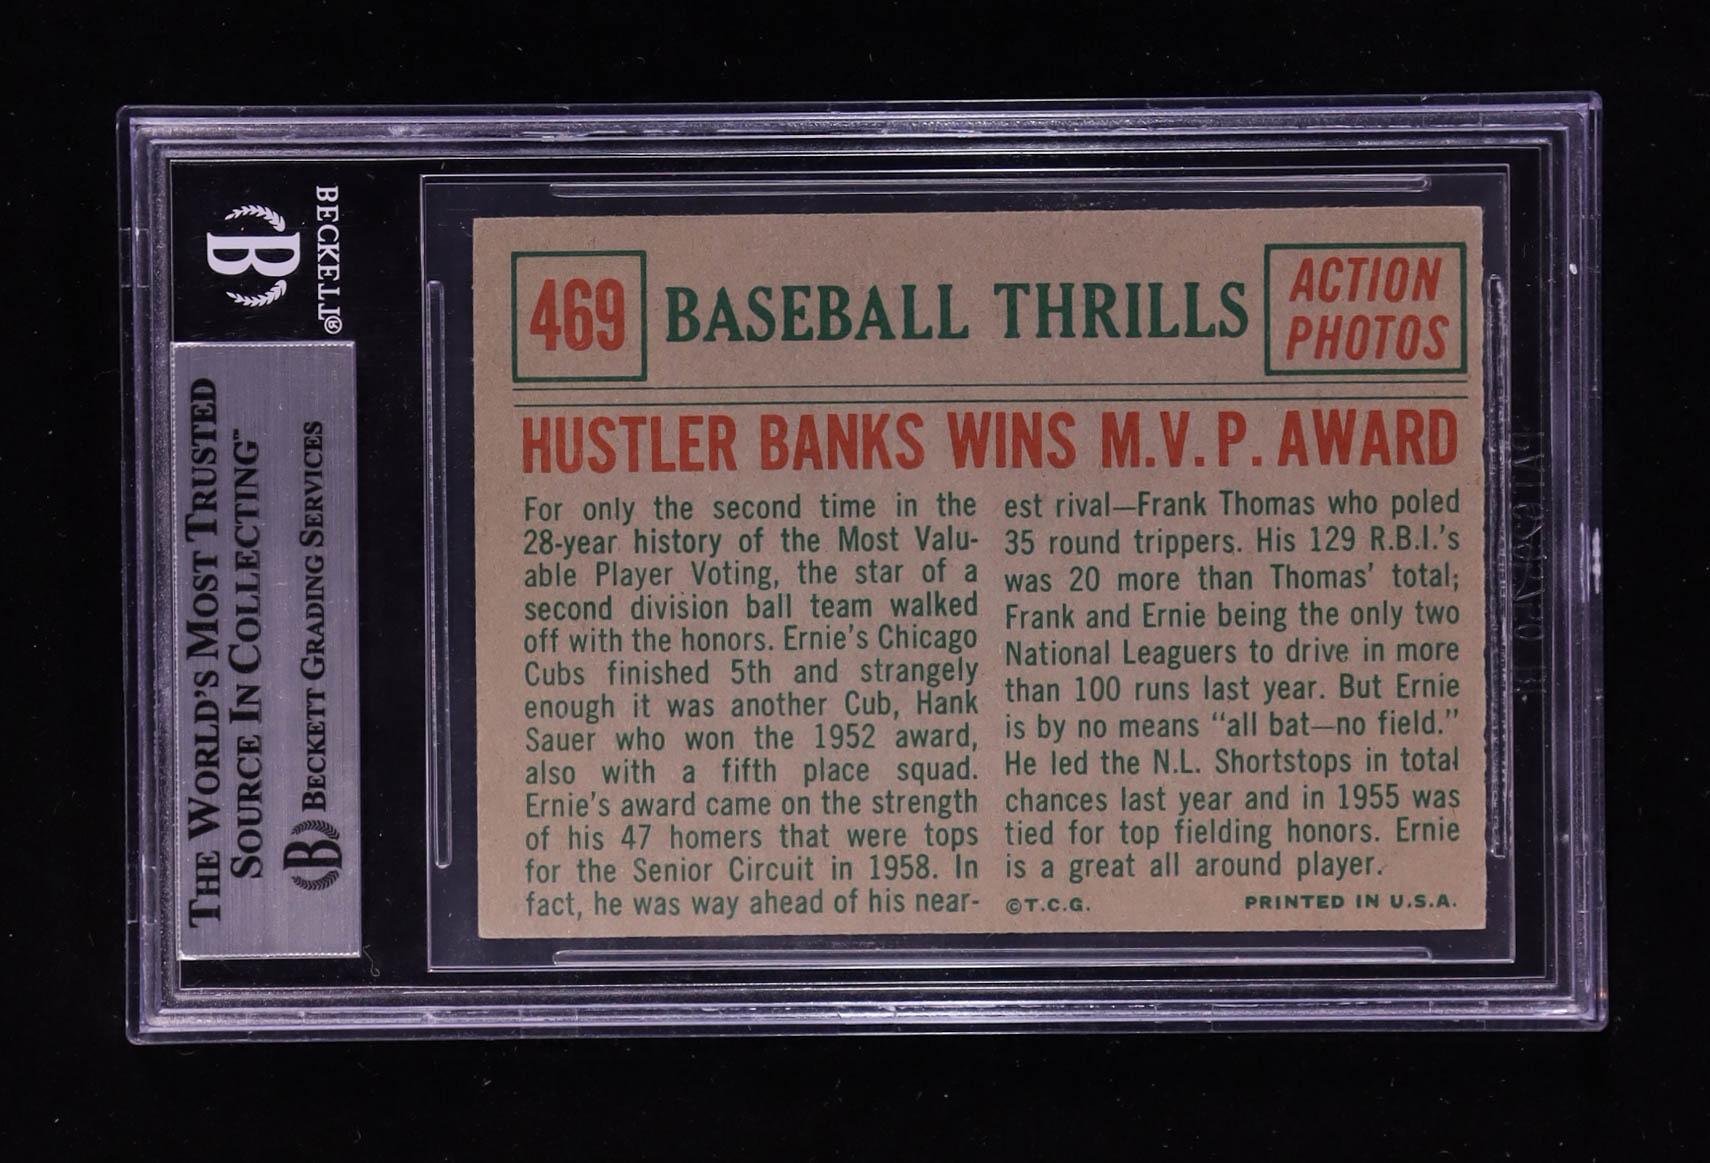 BECKETT®
B
THE WORLD'S MOST TRUSTED
SOURCE IN COLLECTING™
B BECKETT GRADING SERVICES
469
BASEBALL THRILLS
ACTION
PHOTOS
HUSTLER BANKS WINS M.V.P. AWARD
For only the second time in the
28-year history of the Most Valu-
able Player Voting, the star of a
second division ball team walked
off with the honors. Ernie's Chicago
Cubs finished 5th and strangely
enough it was another Cub, Hank
Sauer who won the 1952 award,
also with a fifth place squad.
Ernie's award came on the strength
of his 47 homers that were tops
for the Senior Circuit in 1958. In
fact, he was way ahead of his near-
est rival—Frank Thomas who poled
35 round trippers. His 129 R.B.I.'s
was 20 more than Thomas' total;
Frank and Ernie being the only two
National Leaguers to drive in more
than 100 runs last year. But Ernie
is by no means "all bat—no field."
He led the N.L. Shortstops in total
chances last year and in 1955 was
tied for top fielding honors. Ernie
is a great all around player.
©T.C.G.
PRINTED IN U.S.A.